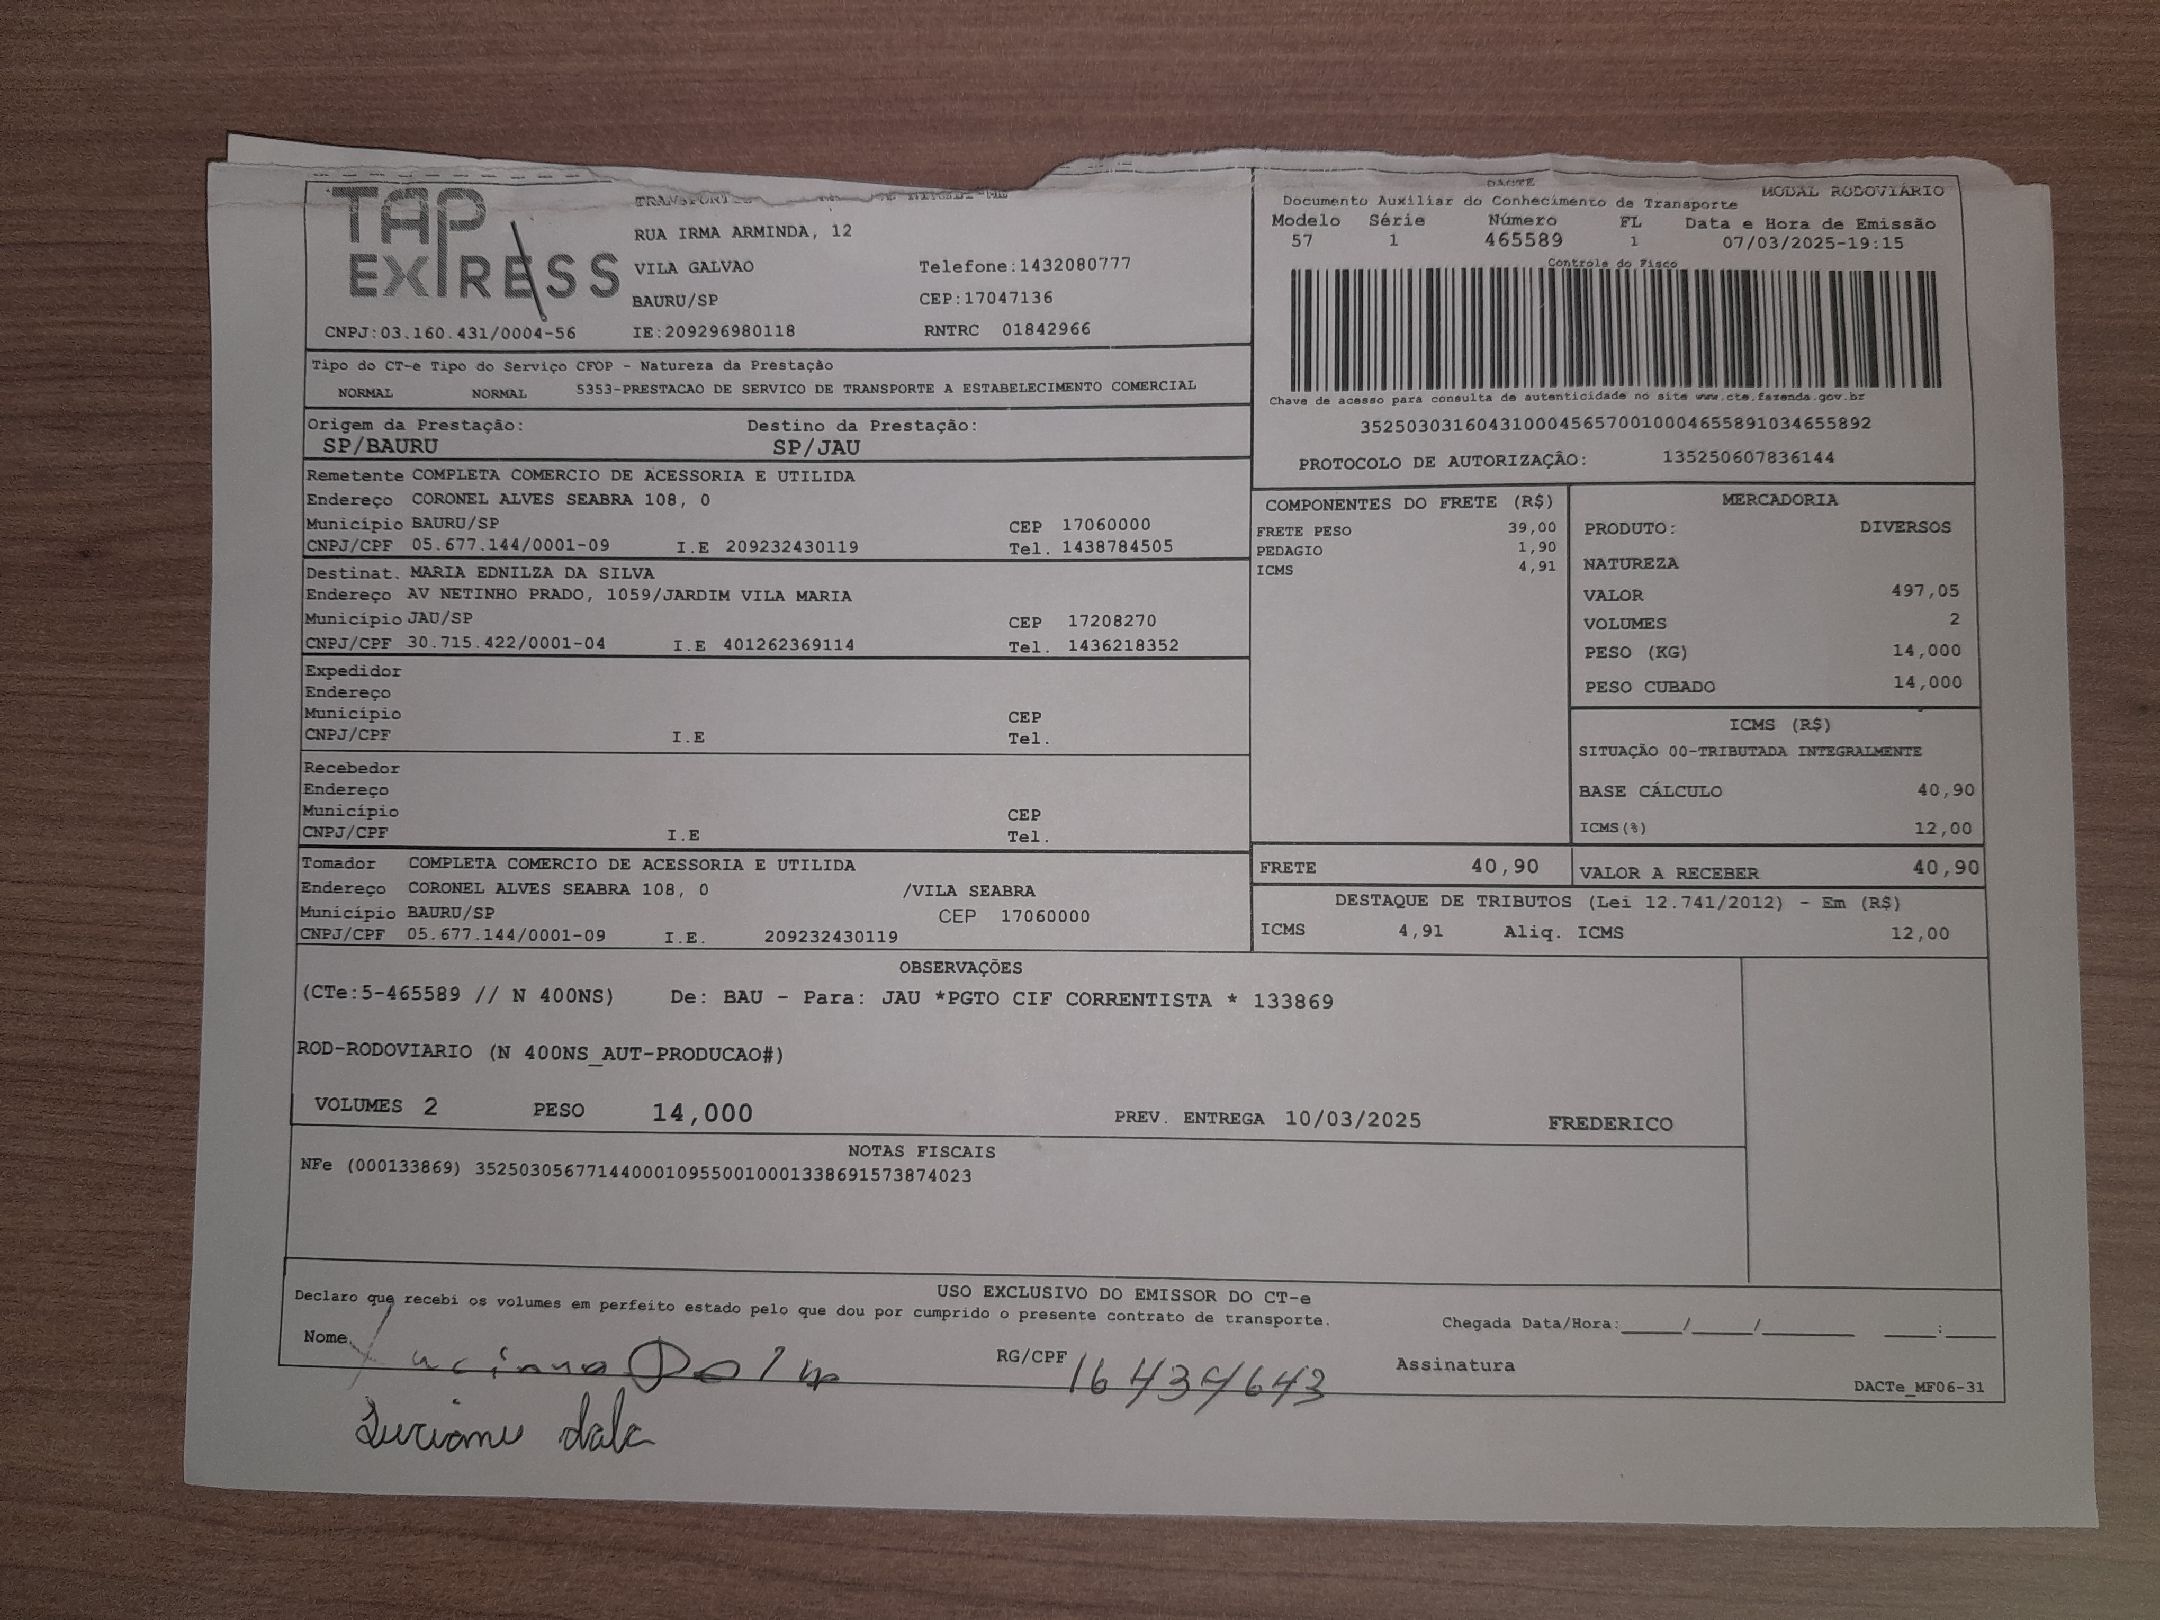 TAP
EXPRESS
RUA IRMA ARMINDA, 12
VILA GALVAO Telefone:1432080777
BAURU/SP CEP:17047136
CNPJ:03.160.431/0004-56 IE:209296980118 RNTRC 01842966
DACTE MODAL RODOVIÁRIO
Documento Auxiliar do Conhecimento de Transporte
Modelo Série Número FL Data e Hora de Emissão
57 1 465589 1 07/03/2025-19:15
Controle do Fisco
Chave de acesso para consulta de autenticidade no site www.cte.fazenda.gov.br
35250303160431000456570010004655891034655892
PROTOCOLO DE AUTORIZAÇÃO: 135250607836144
Tipo do CT-e Tipo do Serviço CFOP - Natureza da Prestação
NORMAL NORMAL 5353-PRESTACAO DE SERVICO DE TRANSPORTE A ESTABELECIMENTO COMERCIAL
Origem da Prestação: Destino da Prestação:
SP/BAURU SP/JAU
Remetente COMPLETA COMERCIO DE ACESSORIA E UTILIDA
Endereço CORONEL ALVES SEABRA 108, 0
Município BAURU/SP CEP 17060000
CNPJ/CPF 05.677.144/0001-09 I.E 209232430119 Tel. 1438784505
Destinat. MARIA EDNILZA DA SILVA
Endereço AV NETINHO PRADO, 1059/JARDIM VILA MARIA
Município JAU/SP CEP 17208270
CNPJ/CPF 30.715.422/0001-04 I.E 401262369114 Tel. 1436218352
Expedidor
Endereço
Município CEP
CNPJ/CPF I.E Tel.
Recebedor
Endereço
Município CEP
CNPJ/CPF I.E Tel.
Tomador COMPLETA COMERCIO DE ACESSORIA E UTILIDA
Endereço CORONEL ALVES SEABRA 108, 0 /VILA SEABRA
Município BAURU/SP CEP 17060000
CNPJ/CPF 05.677.144/0001-09 I.E. 209232430119
COMPONENTES DO FRETE (R$)
FRETE PESO 39,00
PEDAGIO 1,90
ICMS 4,91
MERCADORIA
PRODUTO: DIVERSOS
NATUREZA
VALOR 497,05
VOLUMES 2
PESO (KG) 14,000
PESO CUBADO 14,000
ICMS (R$)
SITUAÇÃO 00-TRIBUTADA INTEGRALMENTE
BASE CÁLCULO 40,90
ICMS(%) 12,00
FRETE 40,90 VALOR A RECEBER 40,90
DESTAQUE DE TRIBUTOS (Lei 12.741/2012) - Em (R$)
ICMS 4,91 Aliq. ICMS 12,00
OBSERVAÇÕES
(CTe:5-465589 // N 400NS) De: BAU - Para: JAU *PGTO CIF CORRENTISTA * 133869
ROD-RODOVIARIO (N 400NS_AUT-PRODUCAO#)
VOLUMES 2 PESO 14,000 PREV. ENTREGA 10/03/2025 FREDERICO
NOTAS FISCAIS
NFe (000133869) 35250305677144000109550010001338691573874023
USO EXCLUSIVO DO EMISSOR DO CT-e
Declaro que recebi os volumes em perfeito estado pelo que dou por cumprido o presente contrato de transporte.
Chegada Data/Hora:_____/_____/________ _____:_____
Nome RG/CPF 16434643 Assinatura
DACTe_MF06-31